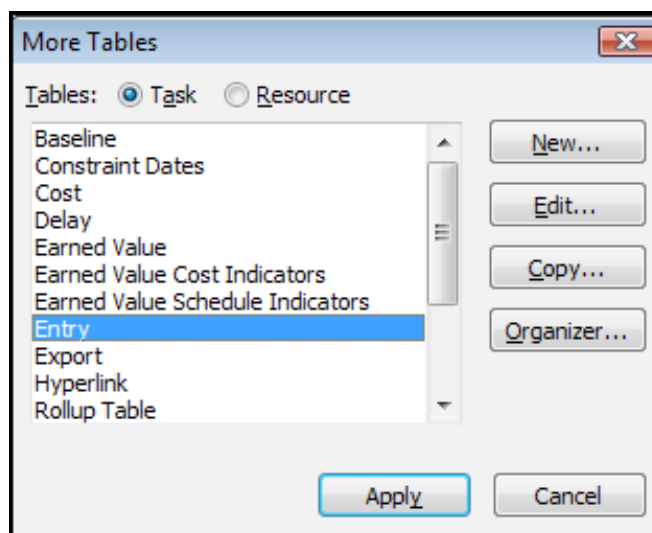 More Tables
Tables: Task Resource
Baseline
Constraint Dates
Cost
Delay
Earned Value
Earned Value Cost Indicators
Earned Value Schedule Indicators
Entry
Export
Hyperlink
Rollup Table
New...
Edit...
Copy...
Organizer...
Apply Cancel